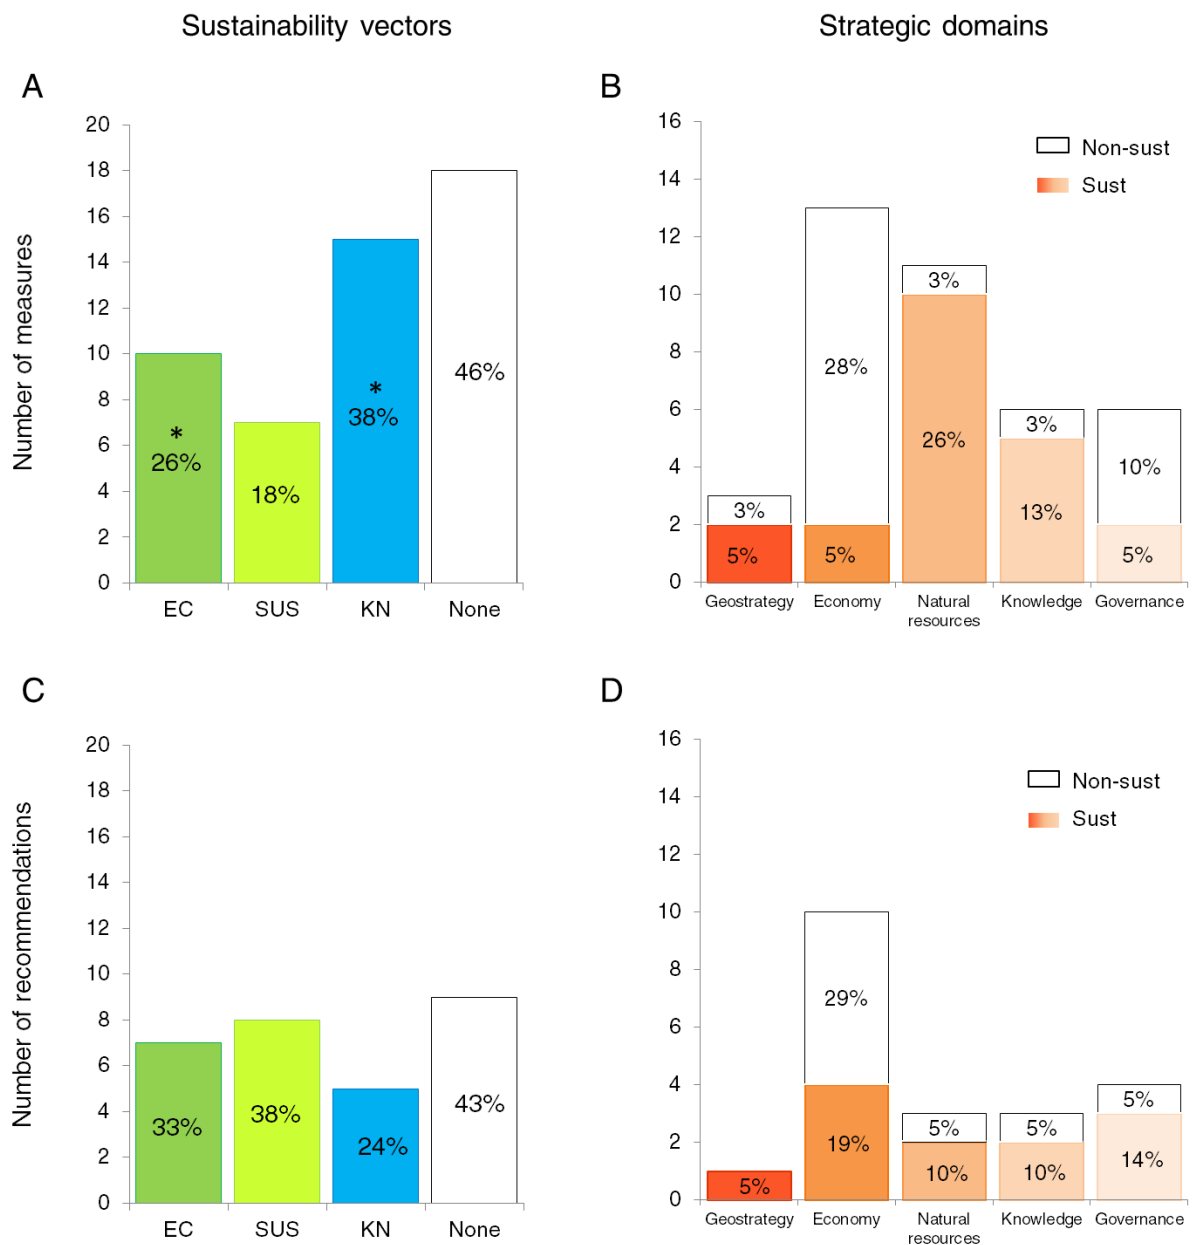 Sustainability vectors
Strategic domains
A
Number of measures
20
18
16
14
12
10
8
6
4
2
0
*
26%
18%
*
38%
46%
EC
SUS
KN
None
B
16
14
12
10
8
6
4
2
0
Non-sust
Sust
3%
5%
28%
5%
3%
26%
3%
13%
10%
5%
Geostrategy
Economy
Natural
resources
Knowledge
Governance
C
Number of recommendations
20
18
16
14
12
10
8
6
4
2
0
33%
38%
24%
43%
EC
SUS
KN
None
D
16
14
12
10
8
6
4
2
0
Non-sust
Sust
5%
29%
19%
5%
10%
5%
10%
5%
14%
Geostrategy
Economy
Natural
resources
Knowledge
Governance